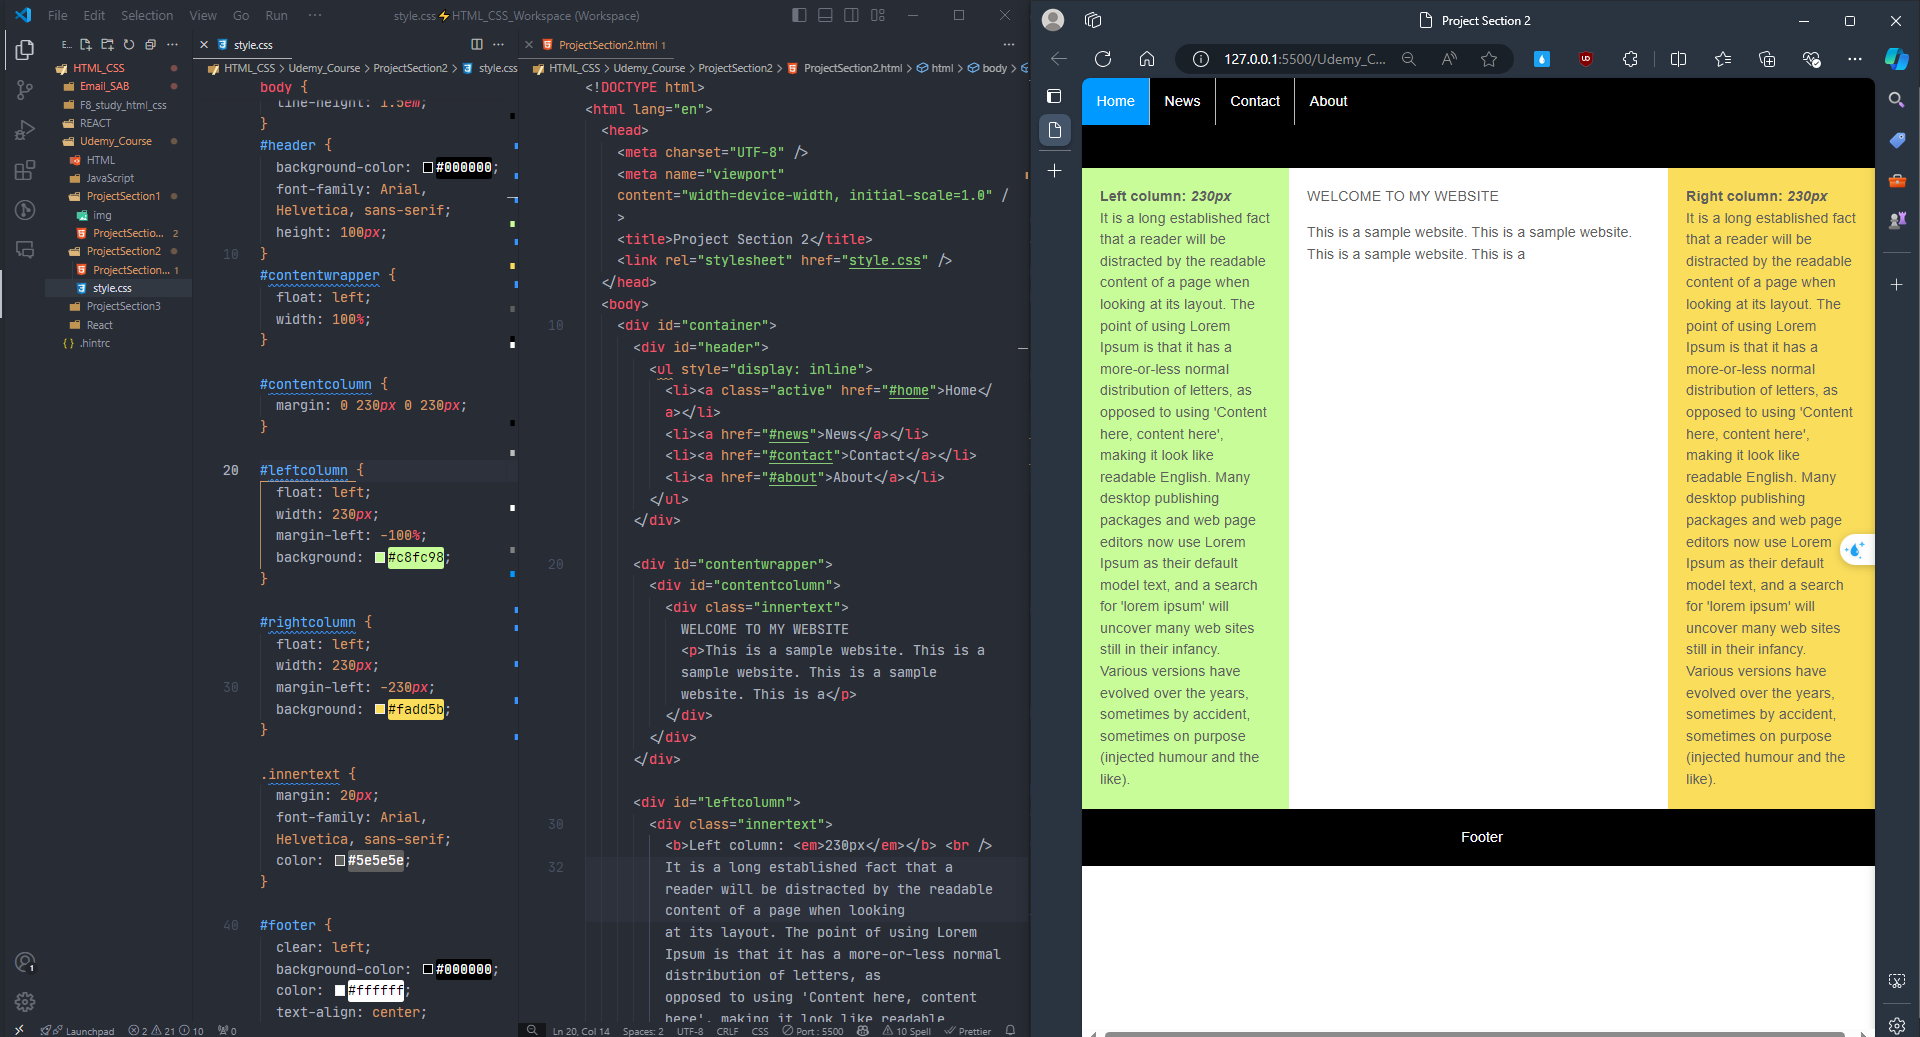 File Edit Selection View Go Run ··· style.css⚡HTML_CSS_Workspace (Workspace)
E...
HTML_CSS
Email_SAB
F8_study_html_css
REACT
Udemy_Course
HTML
JavaScript
ProjectSection1
img
ProjectSectio... 2
ProjectSection2
ProjectSection... 1
style.css
ProjectSection3
React
{} .hintrc
1
style.css
HTML_CSS > Udemy_Course > ProjectSection2 > style.css
body {
line-height: 1.5em;
}
#header {
background-color: #000000;
font-family: Arial,
Helvetica, sans-serif;
height: 100px;
10 }
#contentwrapper {
float: left;
width: 100%;
}
#contentcolumn {
margin: 0 230px 0 230px;
}
20 #leftcolumn {
float: left;
width: 230px;
margin-left: -100%;
background: #c8fc98;
}
#rightcolumn {
float: left;
width: 230px;
30 margin-left: -230px;
background: #fadd5b;
}
.innertext {
margin: 20px;
font-family: Arial,
Helvetica, sans-serif;
color: #5e5e5e;
}
40 #footer {
clear: left;
background-color: #000000;
color: #ffffff;
text-align: center;
ProjectSection2.html 1
HTML_CSS > Udemy_Course > ProjectSection2 > ProjectSection2.html > html > body >
<!DOCTYPE html>
<html lang="en">
<head>
<meta charset="UTF-8" />
<meta name="viewport"
content="width=device-width, initial-scale=1.0" /
>
<title>Project Section 2</title>
<link rel="stylesheet" href="style.css" />
</head>
<body>
10 <div id="container">
<div id="header">
<ul style="display: inline">
<li><a class="active" href="#home">Home</
a></li>
<li><a href="#news">News</a></li>
<li><a href="#contact">Contact</a></li>
<li><a href="#about">About</a></li>
</ul>
</div>
20 <div id="contentwrapper">
<div id="contentcolumn">
<div class="innertext">
WELCOME TO MY WEBSITE
<p>This is a sample website. This is a
sample website. This is a sample
website. This is a</p>
</div>
</div>
</div>
<div id="leftcolumn">
30 <div class="innertext">
<b>Left column: <em>230px</em></b> <br />
32 It is a long established fact that a
reader will be distracted by the readable
content of a page when looking
at its layout. The point of using Lorem
Ipsum is that it has a more-or-less normal
distribution of letters, as
opposed to using 'Content here, content
here', making it look like readable
Launchpad 2 21 10 0 Ln 20, Col 14 Spaces: 2 UTF-8 CRLF CSS Port : 5500 10 Spell Prettier
Project Section 2
127.0.0.1:5500/Udemy_C...
Home News Contact About
Left column: 230px
It is a long established fact
that a reader will be
distracted by the readable
content of a page when
looking at its layout. The
point of using Lorem
Ipsum is that it has a
more-or-less normal
distribution of letters, as
opposed to using 'Content
here, content here',
making it look like
readable English. Many
desktop publishing
packages and web page
editors now use Lorem
Ipsum as their default
model text, and a search
for 'lorem ipsum' will
uncover many web sites
still in their infancy.
Various versions have
evolved over the years,
sometimes by accident,
sometimes on purpose
(injected humour and the
like).
WELCOME TO MY WEBSITE
This is a sample website. This is a sample website.
This is a sample website. This is a
Right column: 230px
It is a long established fact
that a reader will be
distracted by the readable
content of a page when
looking at its layout. The
point of using Lorem
Ipsum is that it has a
more-or-less normal
distribution of letters, as
opposed to using 'Content
here, content here',
making it look like
readable English. Many
desktop publishing
packages and web page
editors now use Lorem
Ipsum as their default
model text, and a search
for 'lorem ipsum' will
uncover many web sites
still in their infancy.
Various versions have
evolved over the years,
sometimes by accident,
sometimes on purpose
(injected humour and the
like).
Footer